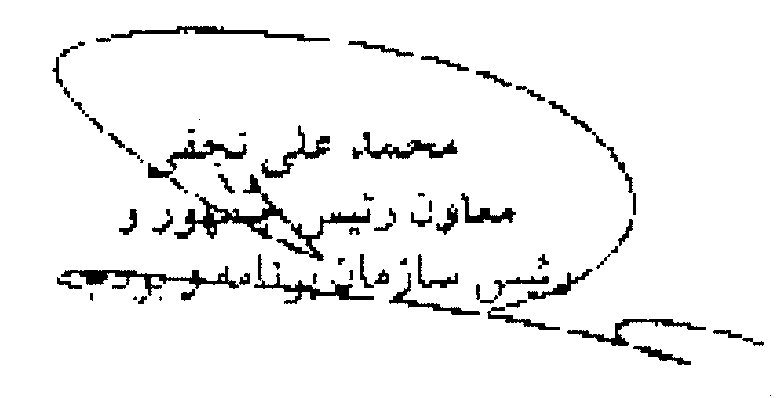 محمد علی نجفی
معاون رئیس جمهور و
رئیس سازمان برنامه و بودجه